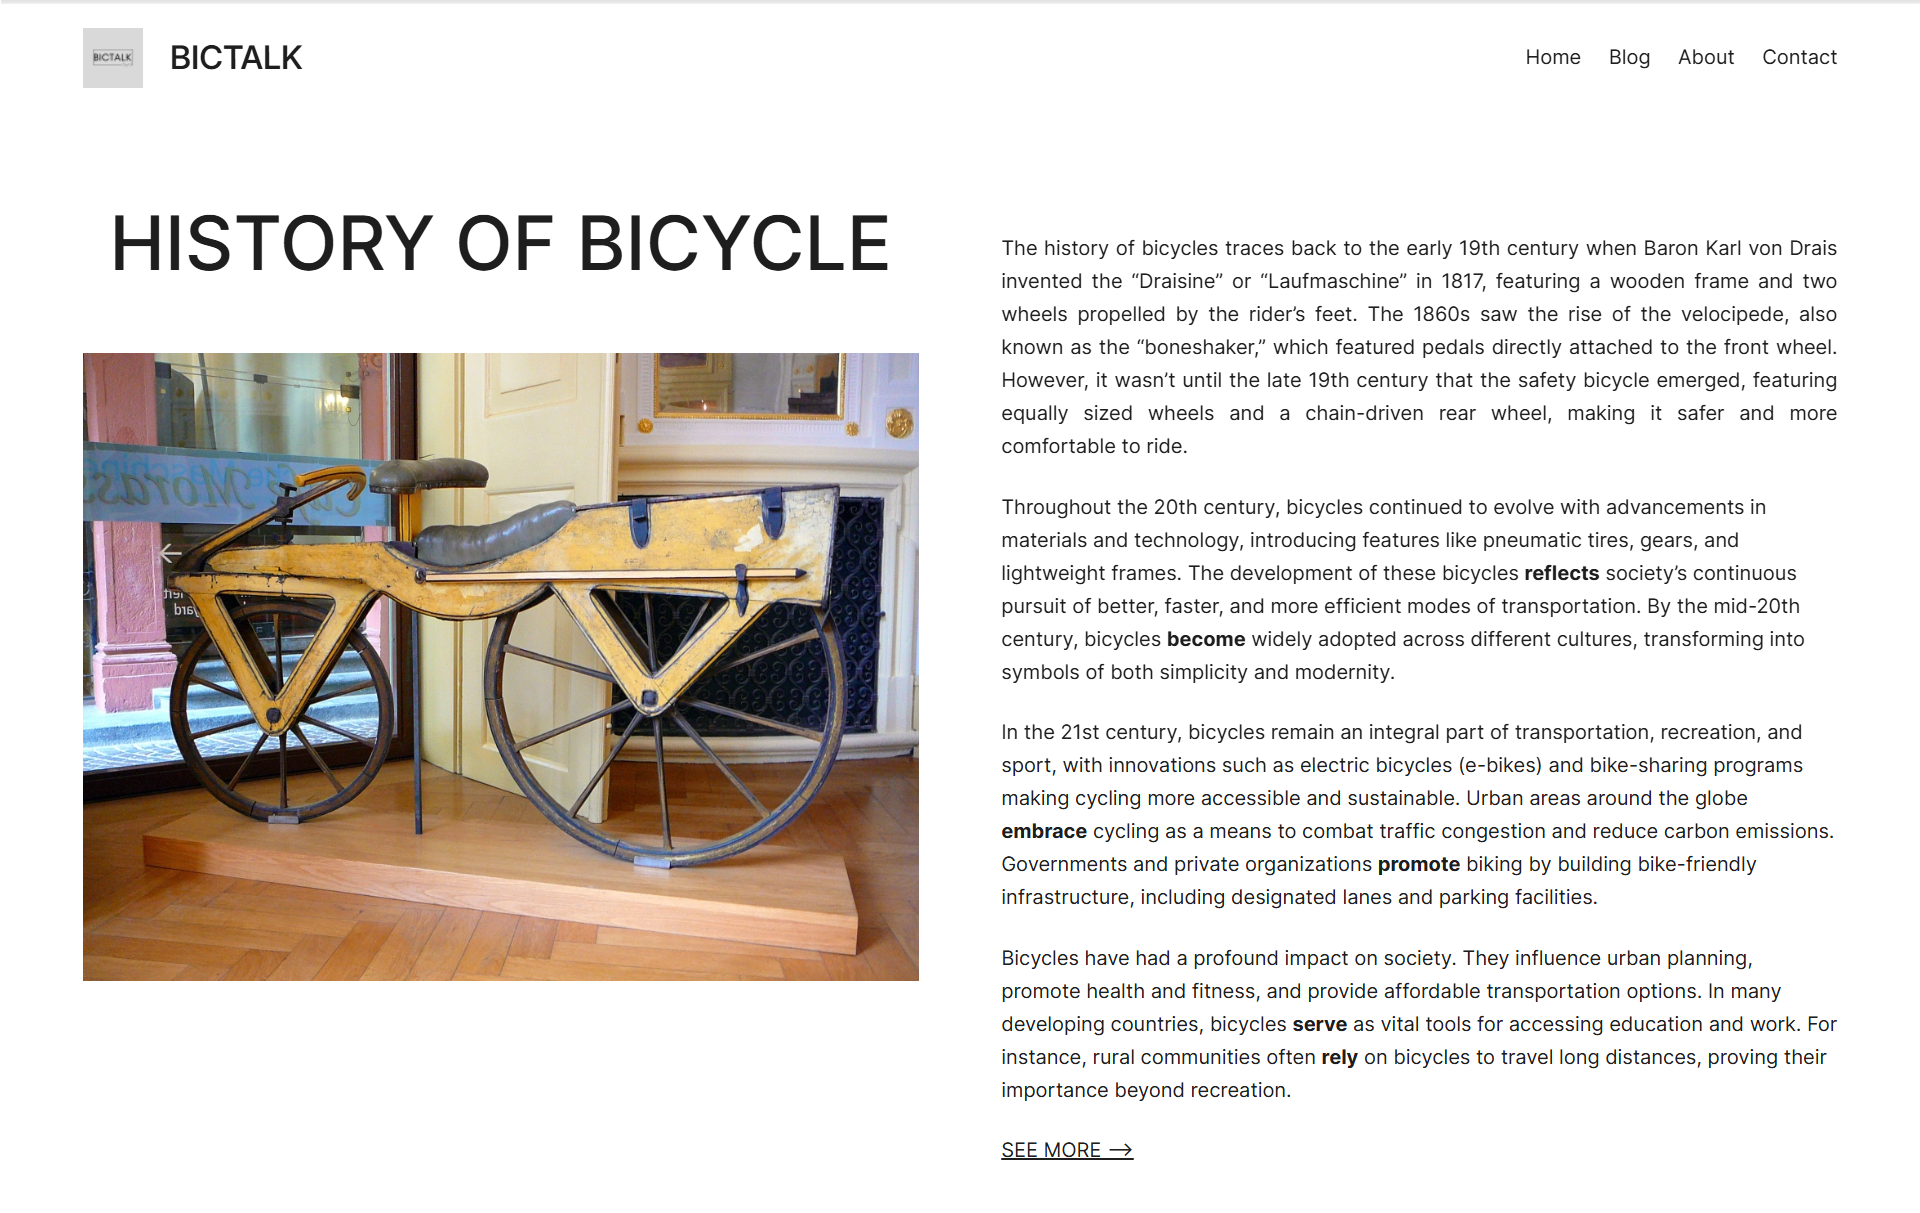 BICTALK
BICTALK
Home Blog About Contact
HISTORY OF BICYCLE
The history of bicycles traces back to the early 19th century when Baron Karl von Drais
invented the “Draisine” or “Laufmaschine” in 1817, featuring a wooden frame and two
wheels propelled by the rider’s feet. The 1860s saw the rise of the velocipede, also
known as the “boneshaker,” which featured pedals directly attached to the front wheel.
However, it wasn’t until the late 19th century that the safety bicycle emerged, featuring
equally sized wheels and a chain-driven rear wheel, making it safer and more
comfortable to ride.
Throughout the 20th century, bicycles continued to evolve with advancements in
materials and technology, introducing features like pneumatic tires, gears, and
lightweight frames. The development of these bicycles reflects society’s continuous
pursuit of better, faster, and more efficient modes of transportation. By the mid-20th
century, bicycles become widely adopted across different cultures, transforming into
symbols of both simplicity and modernity.
In the 21st century, bicycles remain an integral part of transportation, recreation, and
sport, with innovations such as electric bicycles (e-bikes) and bike-sharing programs
making cycling more accessible and sustainable. Urban areas around the globe
embrace cycling as a means to combat traffic congestion and reduce carbon emissions.
Governments and private organizations promote biking by building bike-friendly
infrastructure, including designated lanes and parking facilities.
Bicycles have had a profound impact on society. They influence urban planning,
promote health and fitness, and provide affordable transportation options. In many
developing countries, bicycles serve as vital tools for accessing education and work. For
instance, rural communities often rely on bicycles to travel long distances, proving their
importance beyond recreation.
SEE MORE →